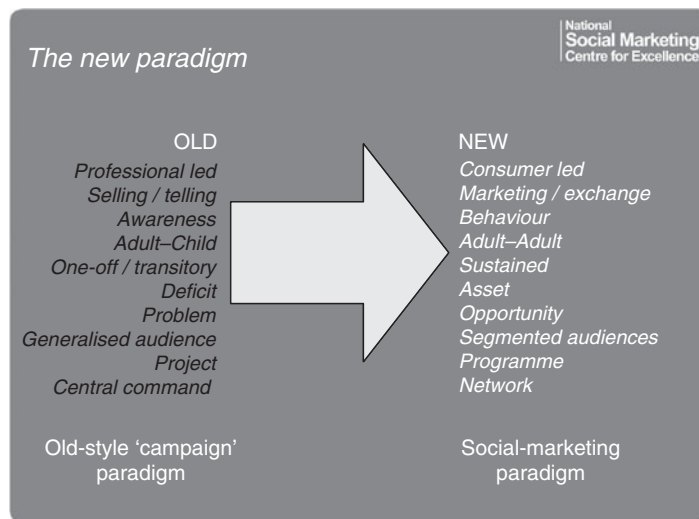 The new paradigm
National
Social Marketing
Centre for Excellence
OLD
Professional led
Selling / telling
Awareness
Adult–Child
One-off / transitory
Deficit
Problem
Generalised audience
Project
Central command
Old-style ‘campaign’
paradigm
NEW
Consumer led
Marketing / exchange
Behaviour
Adult–Adult
Sustained
Asset
Opportunity
Segmented audiences
Programme
Network
Social-marketing
paradigm